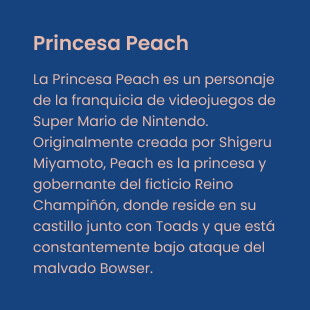 Princesa Peach
La Princesa Peach es un personaje
de la franquicia de videojuegos de
Super Mario de Nintendo.
Originalmente creada por Shigeru
Miyamoto, Peach es la princesa y
gobernante del ficticio Reino
Champiñón, donde reside en su
castillo junto con Toads y que está
constantemente bajo ataque del
malvado Bowser.